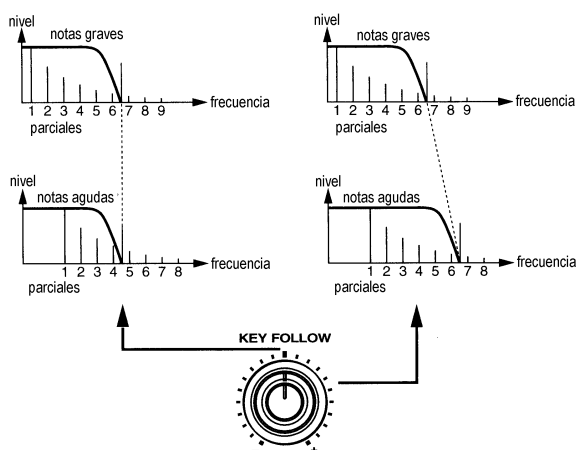 nivel
notas graves
frecuencia
1 2 3 4 5 6 7 8 9
parciales
nivel
notas agudas
frecuencia
1 2 3 4 5 6 7 8
parciales
nivel
notas graves
frecuencia
1 2 3 4 5 6 7 8 9
parciales
nivel
notas agudas
frecuencia
1 2 3 4 5 6 7 8
parciales
KEY FOLLOW